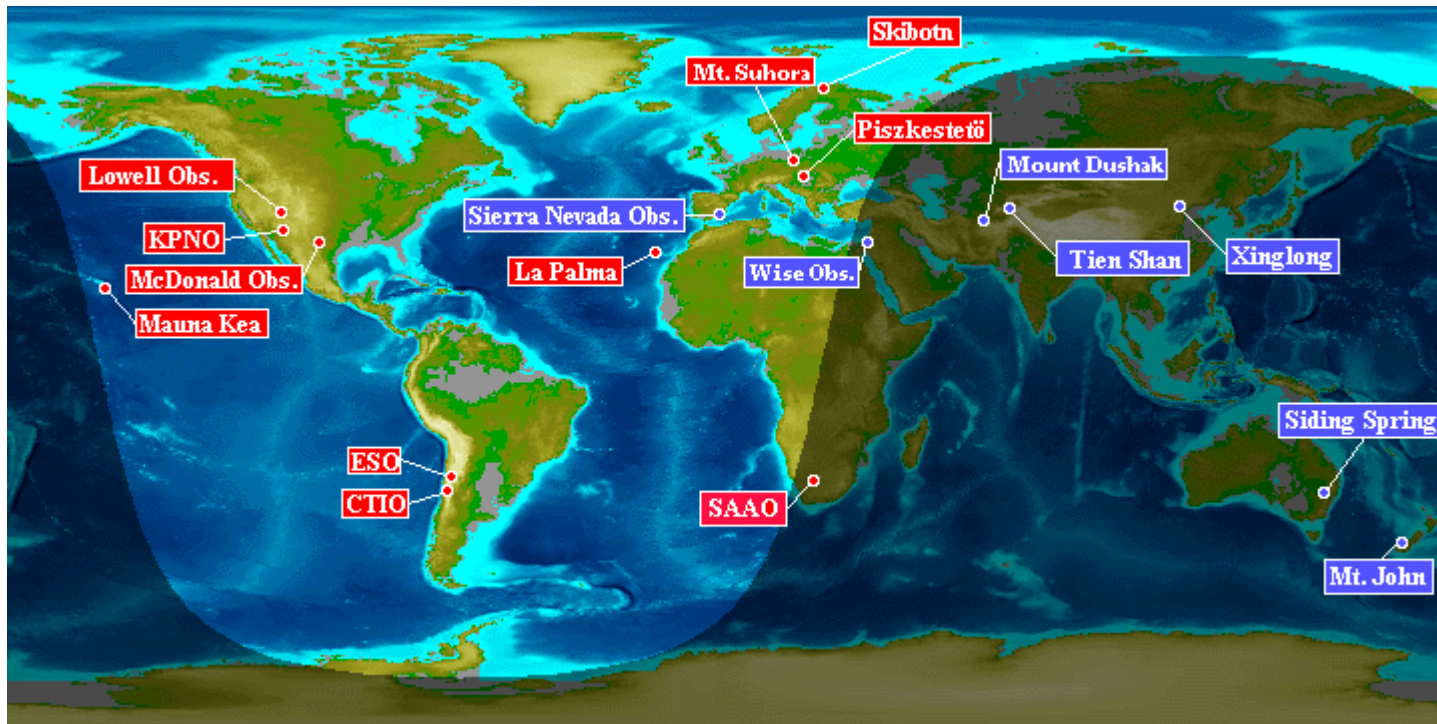 Skibotn
Mt. Suhora
Piszkestetö
Mount Dushak
Lowell Obs.
Sierra Nevada Obs.
KPNO
Tien Shan
Xinglong
McDonald Obs.
La Palma
Wise Obs.
Mauna Kea
Siding Spring
ESO
CTIO
SAAO
Mt. John